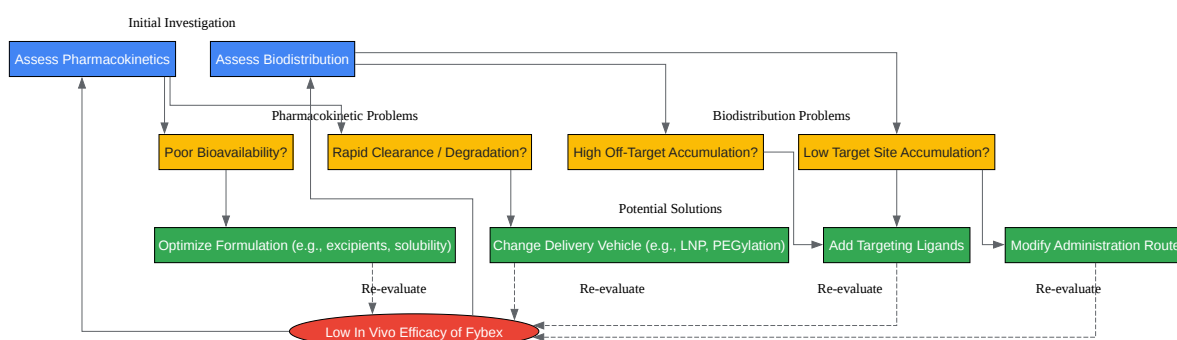 Initial Investigation
Assess Pharmacokinetics
Assess Biodistribution
Pharmacokinetic Problems
Biodistribution Problems
Poor Bioavailability?
Rapid Clearance / Degradation?
High Off-Target Accumulation?
Low Target Site Accumulation?
Potential Solutions
Optimize Formulation (e.g., excipients, solubility)
Change Delivery Vehicle (e.g., LNP, PEGylation)
Add Targeting Ligands
Modify Administration Route
Re-evaluate
Re-evaluate
Re-evaluate
Re-evaluate
Low In Vivo Efficacy of Fybex